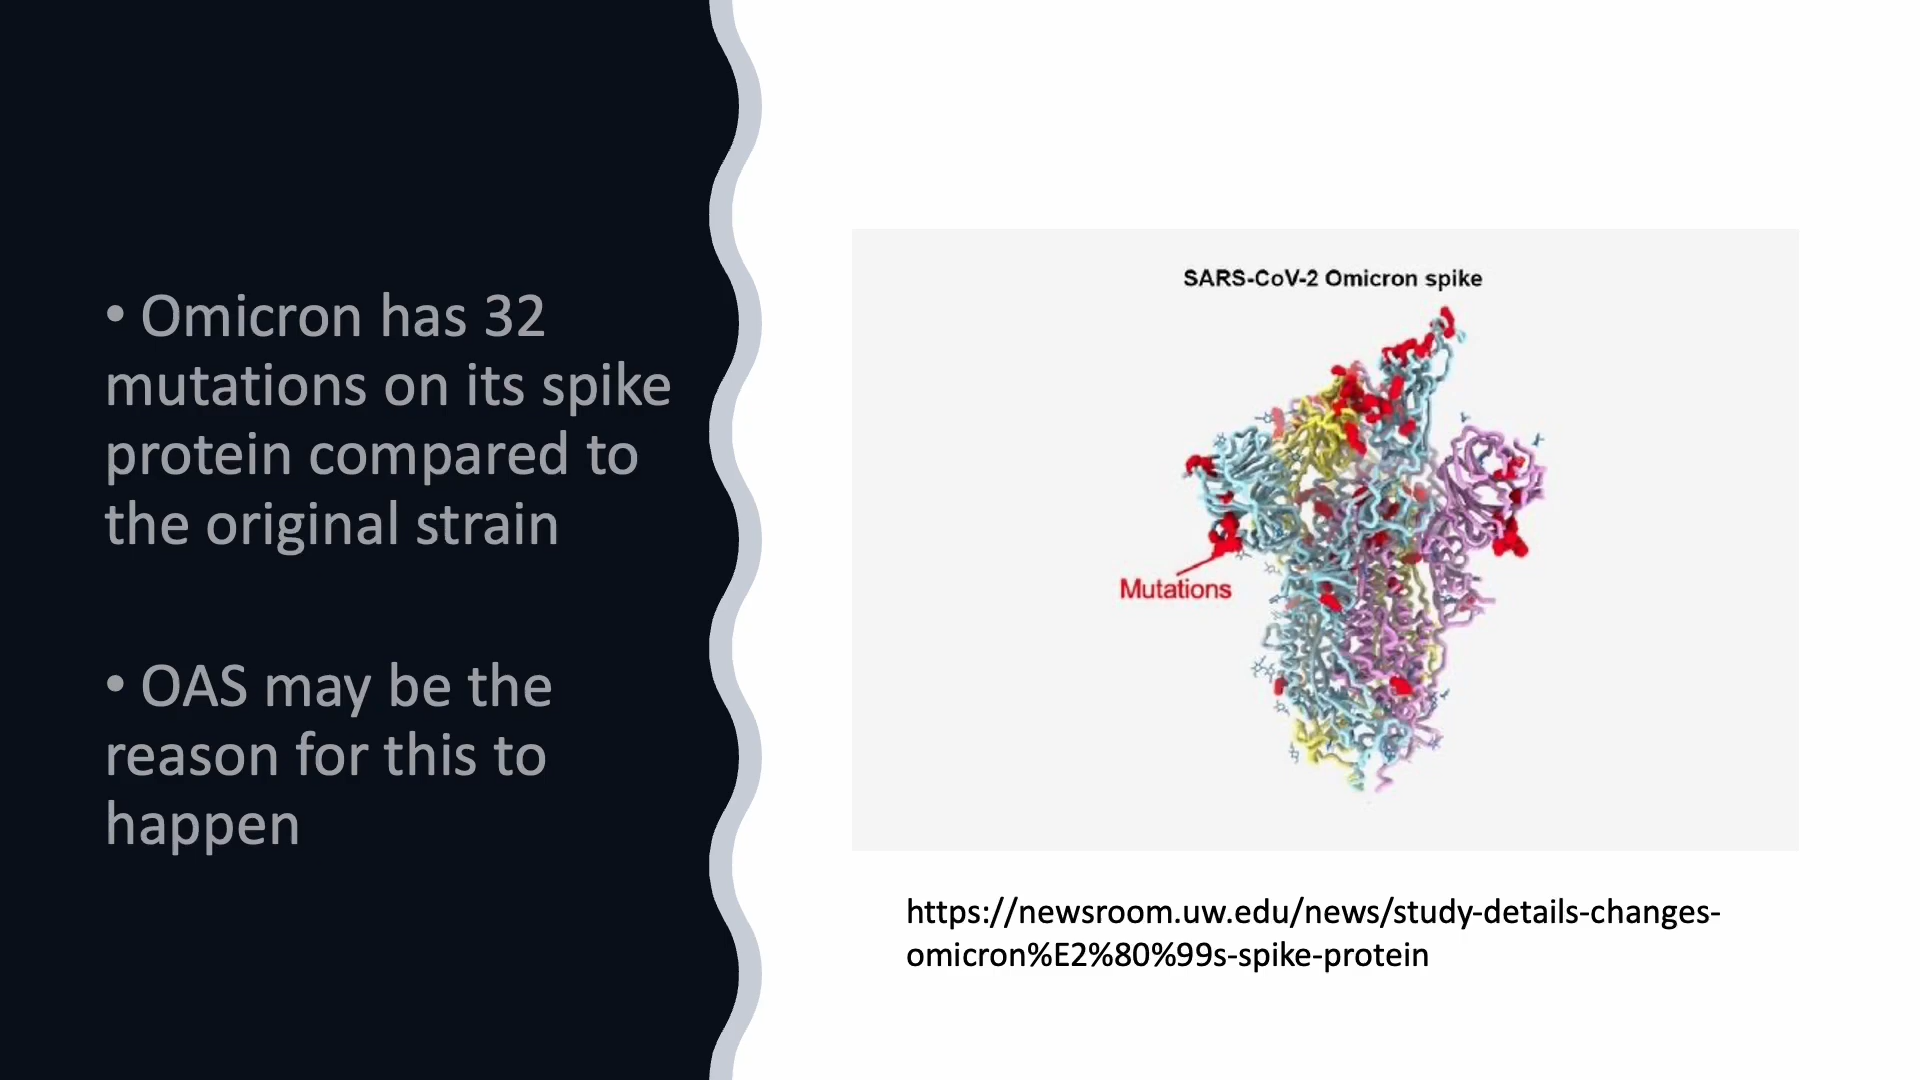 • Omicron has 32
mutations on its spike
protein compared to
the original strain
• OAS may be the
reason for this to
happen
SARS-CoV-2 Omicron spike
Mutations
https://newsroom.uw.edu/news/study-details-changes-
omicron%E2%80%99s-spike-protein